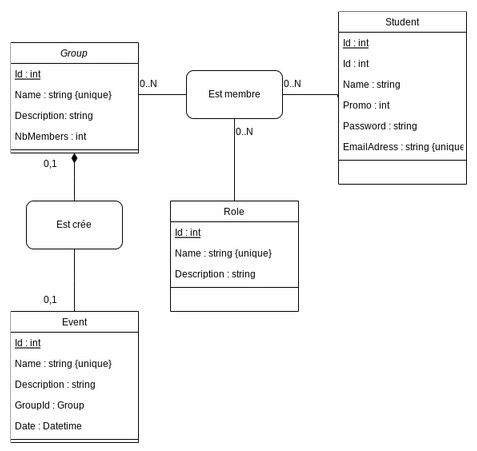 Group
Id : int
Name : string {unique}
Description: string
NbMembers : int
0..N
Est membre
0..N
0..N
Student
Id : int
Id : int
Name : string
Promo : int
Password : string
EmailAdress : string {unique
0,1
Est crée
0,1
Role
Id : int
Name : string {unique}
Description : string
Event
Id : int
Name : string {unique}
Description : string
GroupId : Group
Date : Datetime